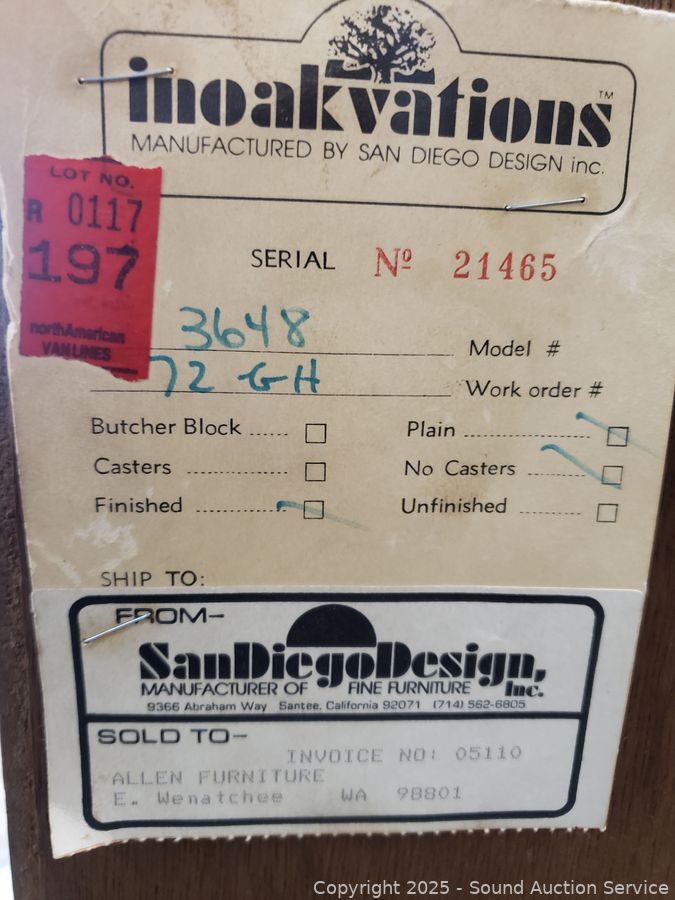 inoakvations TM
MANUFACTURED BY SAN DIEGO DESIGN inc.
LOT NO.
R 0117
197
northAmerican
VAN LINES
SERIAL Nº 21465
3648 Model #
72 GH Work order #
Butcher Block ..... Plain .....
Casters ..... No Casters .....
Finished ..... Unfinished .....
SHIP TO:
FROM-
SanDiegoDesign, Inc.
MANUFACTURER OF FINE FURNITURE
9366 Abraham Way Santee, California 92071 (714) 562-6805
SOLD TO-
INVOICE NO: 05110
ALLEN FURNITURE
E. Wenatchee WA 98801
Copyright 2025 - Sound Auction Service